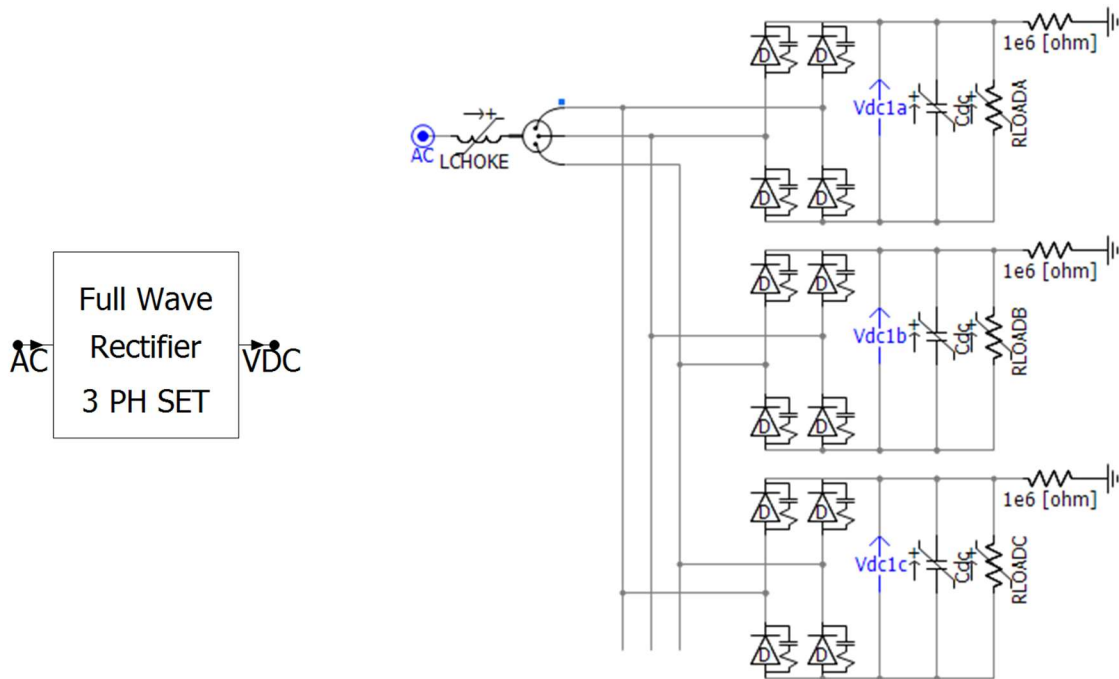 Full Wave
Rectifier
3 PH SET
AC
VDC
AC
LCHOKE
D
D
D
D
Vdc1a
Cdc
RLOADA
1e6 [ohm]
D
D
D
D
Vdc1b
Cdc
RLOADB
1e6 [ohm]
D
D
D
D
Vdc1c
Cdc
RLOADC
1e6 [ohm]